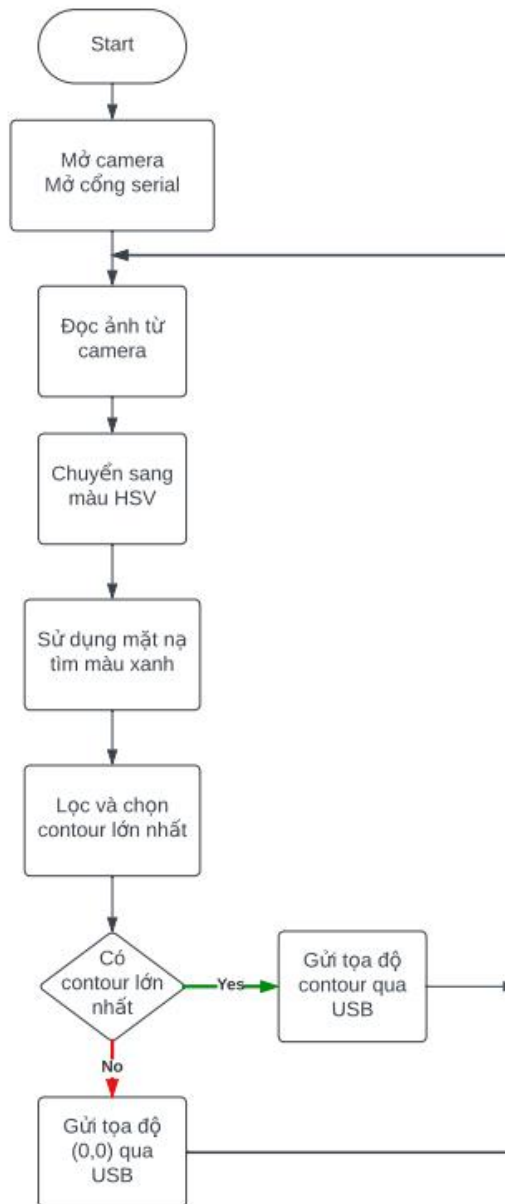 Start
Mở camera
Mở cổng serial
Đọc ảnh từ
camera
Chuyển sang
màu HSV
Sử dụng mặt nạ
tìm màu xanh
Lọc và chọn
contour lớn nhất
Có
contour lớn
nhất
Yes
Gửi tọa độ
contour qua
USB
No
Gửi tọa độ
(0,0) qua
USB